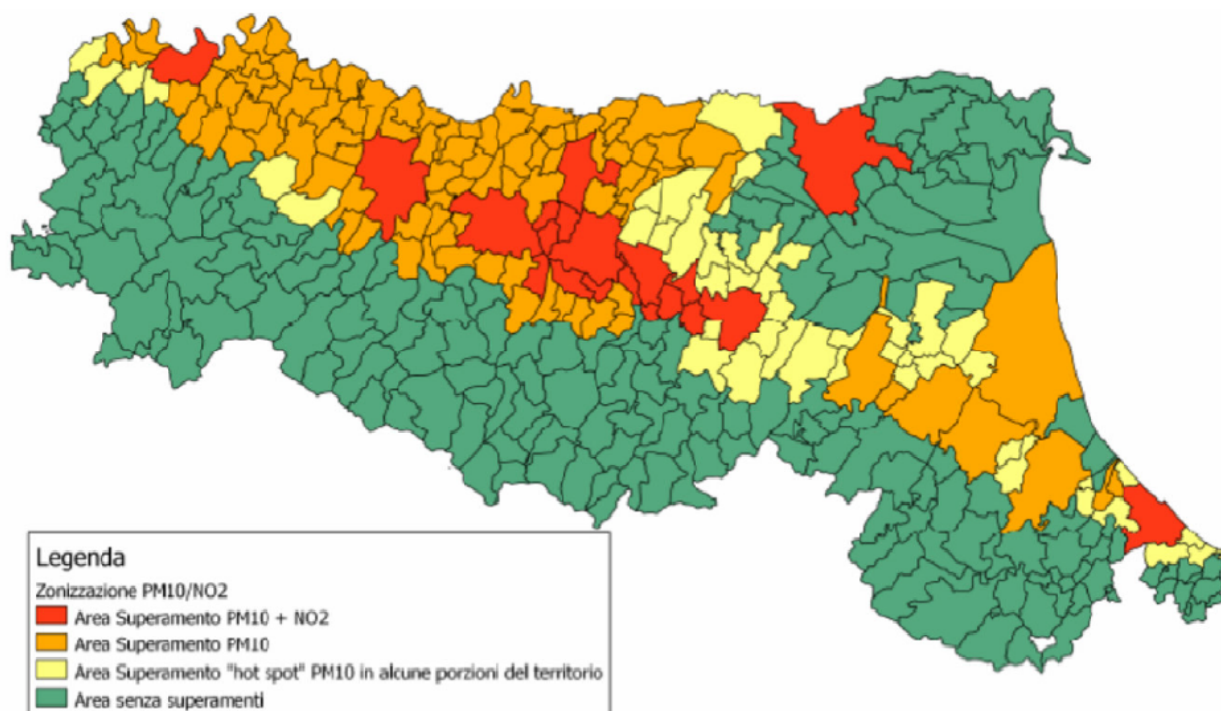 Legenda
Zonizzazione PM10/NO2
Area Superamento PM10 + NO2
Area Superamento PM10
Area Superamento "hot spot" PM10 in alcune porzioni del territorio
Area senza superamenti